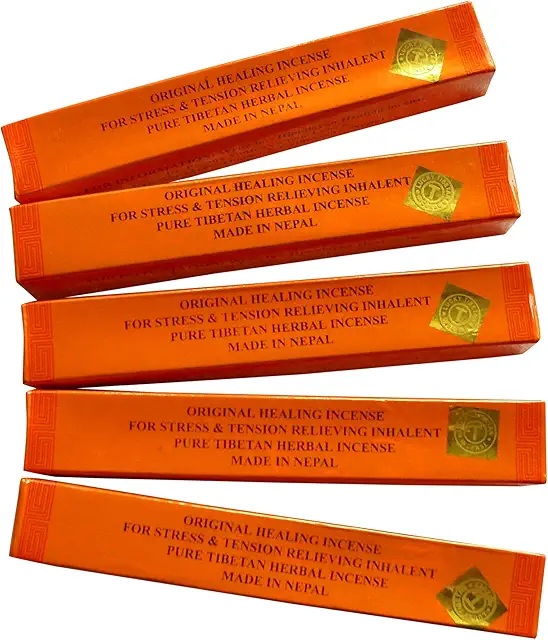 ORIGINAL HEALING INCENSE
FOR STRESS & TENSION RELIEVING INHALENT
PURE TIBETAN HERBAL INCENSE
MADE IN NEPAL
ORIGINAL HEALING INCENSE
FOR STRESS & TENSION RELIEVING INHALENT
PURE TIBETAN HERBAL INCENSE
MADE IN NEPAL
ORIGINAL HEALING INCENSE
FOR STRESS & TENSION RELIEVING INHALENT
PURE TIBETAN HERBAL INCENSE
MADE IN NEPAL
ORIGINAL HEALING INCENSE
FOR STRESS & TENSION RELIEVING INHALENT
PURE TIBETAN HERBAL INCENSE
MADE IN NEPAL
ORIGINAL HEALING INCENSE
FOR STRESS & TENSION RELIEVING INHALENT
PURE TIBETAN HERBAL INCENSE
MADE IN NEPAL